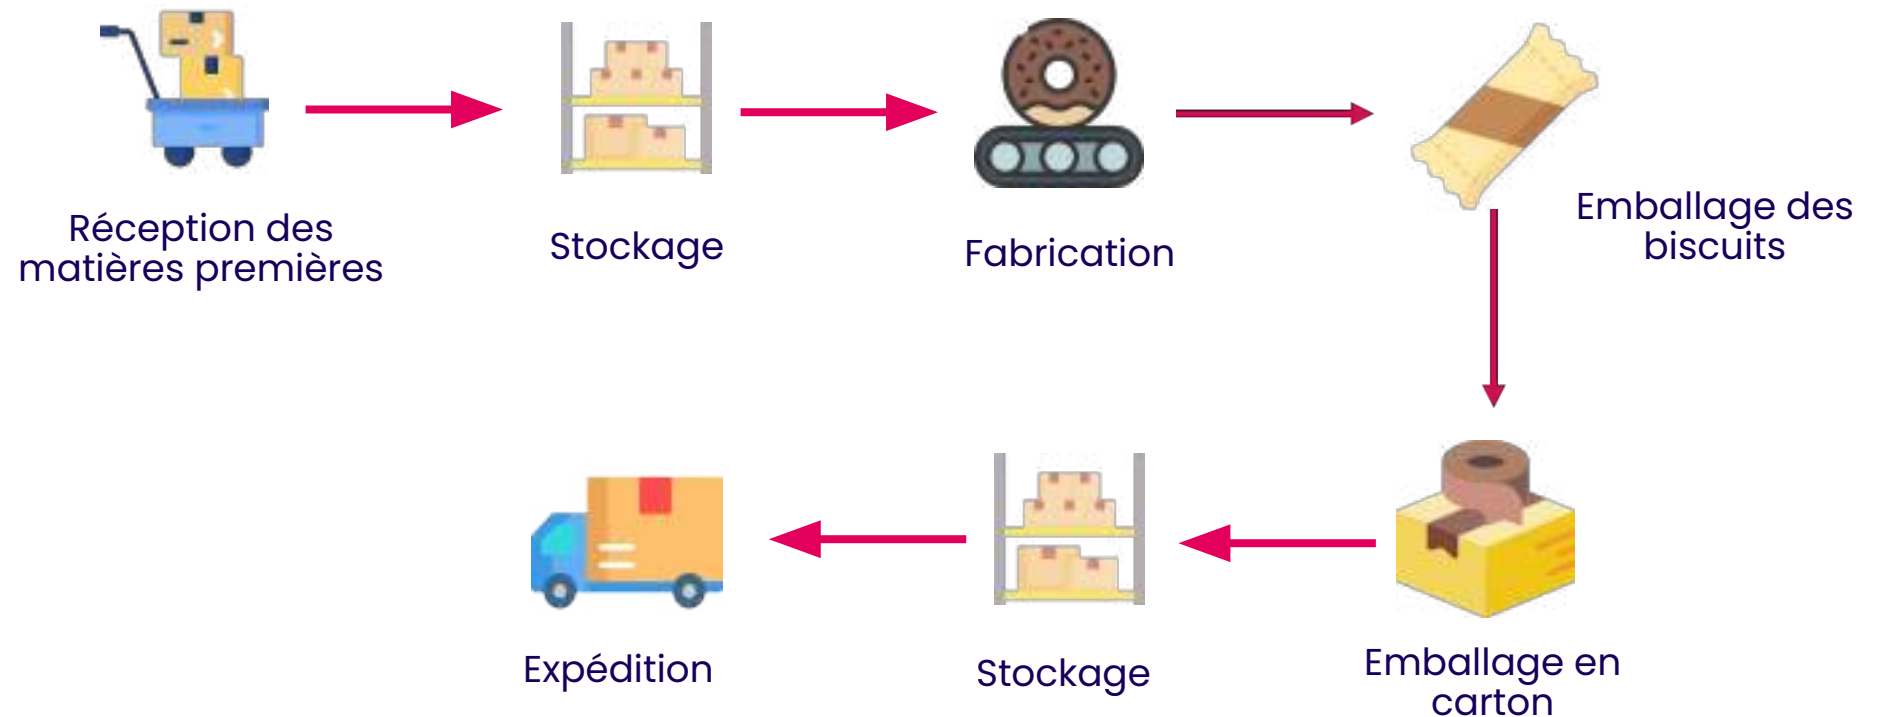 Réception des
matières premières
Stockage
Fabrication
Emballage des
biscuits
Expédition
Stockage
Emballage en
carton